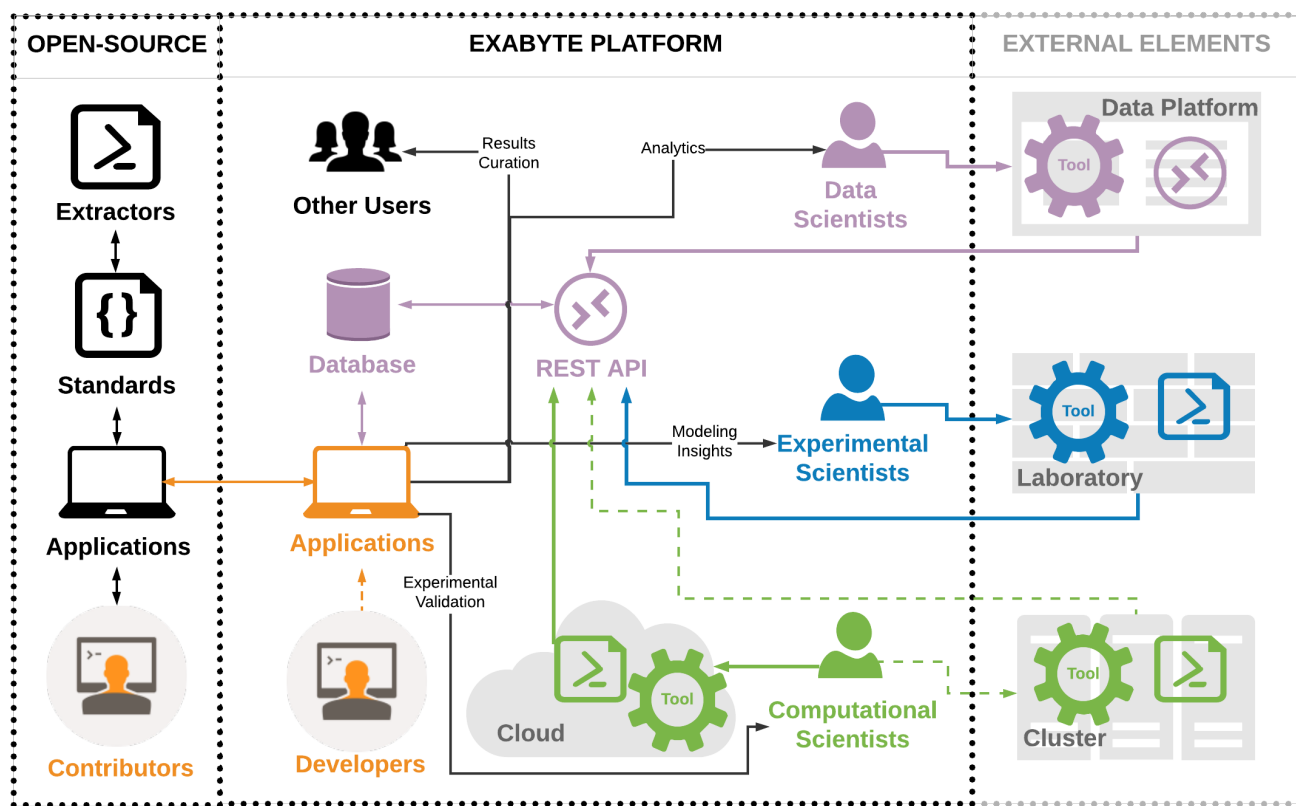 OPEN-SOURCE
EXABYTE PLATFORM
EXTERNAL ELEMENTS
Extractors
Standards
Applications
>-
Contributors
Other Users
Results
Curation
Analytics
Data
Scientists
Database
REST API
Applications
Modeling
Insights
Experimental
Scientists
Experimental
Validation
>-
Developers
Cloud
Tool
Computational
Scientists
Data Platform
Tool
Tool
Laboratory
Tool
Cluster